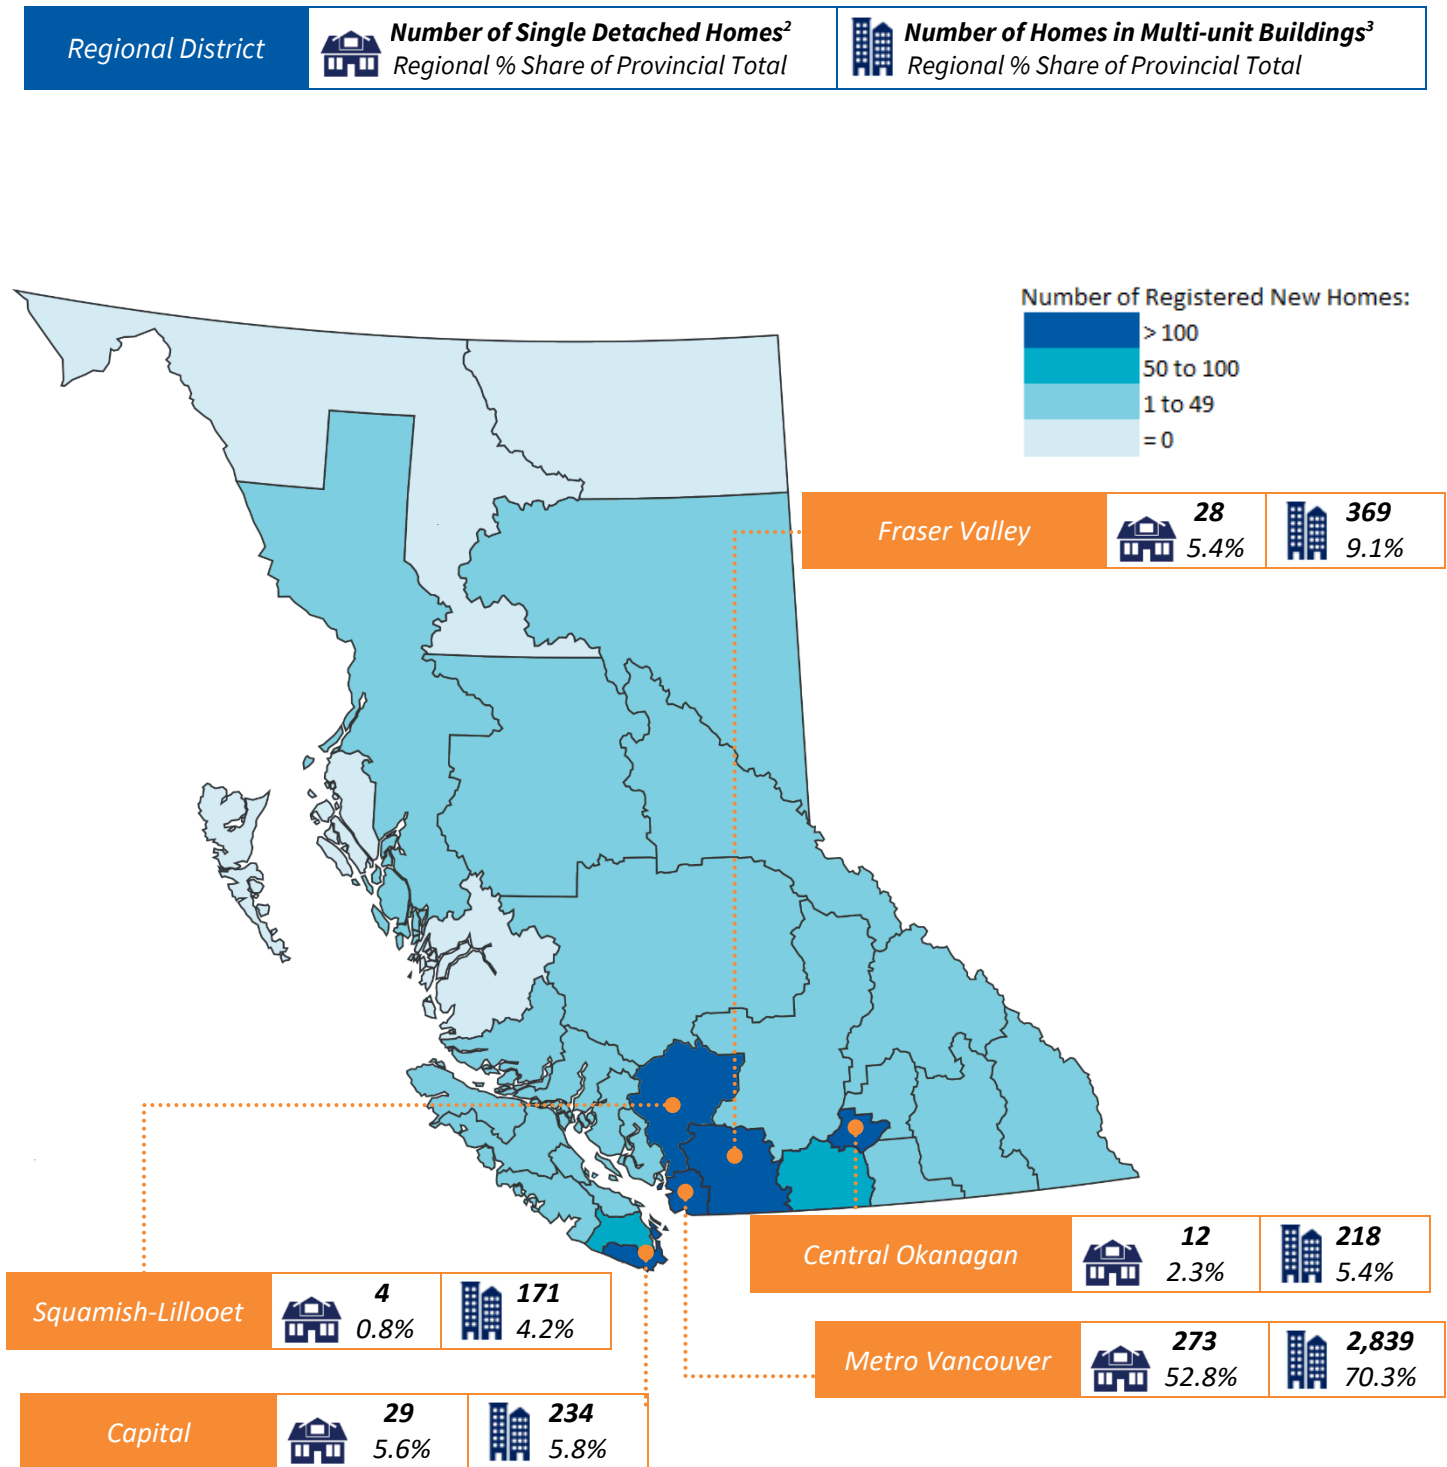 Regional District
Number of Single Detached Homes²
Regional % Share of Provincial Total
Number of Homes in Multi-unit Buildings³
Regional % Share of Provincial Total
Number of Registered New Homes:
> 100
50 to 100
1 to 49
= 0
Fraser Valley
28
5.4%
369
9.1%
Central Okanagan
12
2.3%
218
5.4%
Squamish-Lillooet
4
0.8%
171
4.2%
Metro Vancouver
273
52.8%
2,839
70.3%
Capital
29
5.6%
234
5.8%